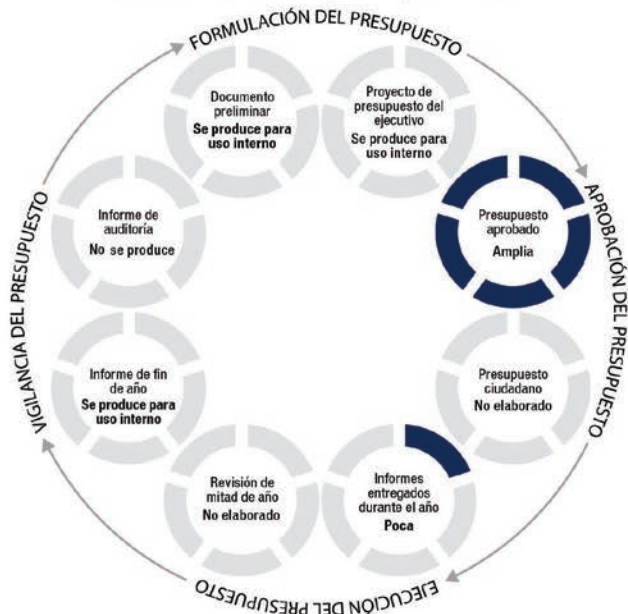 FORMULACIÓN DEL PRESUPUESTO
Documento
preliminar
Se produce para
uso interno
Proyecto de
presupuesto del
ejecutivo
Se produce para
uso interno
APROBACIÓN DEL PRESUPUESTO
Presupuesto
aprobado
Amplia
Presupuesto
ciudadano
No elaborado
Informes
entregados
durante el año
Poca
EJECUCIÓN DEL PRESUPUESTO
Revisión de
mitad de año
No elaborado
Informe de fin
de año
Se produce para
uso interno
VIGILANCIA DEL PRESUPUESTO
Informe de
auditoría
No se produce